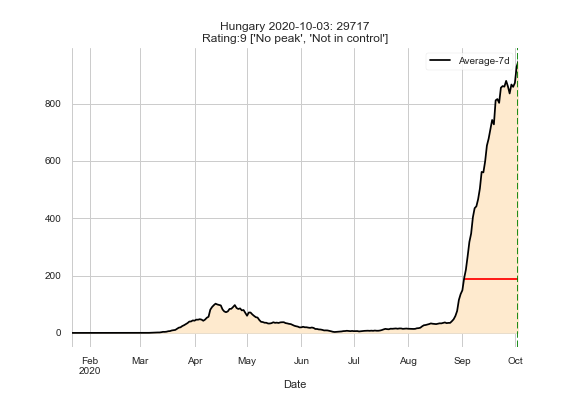 Hungary 2020-10-03: 29717
Rating:9 ['No peak', 'Not in control']
Average-7d
800
600
400
200
0
Feb Mar Apr May Jun Jul Aug Sep Oct
2020
Date